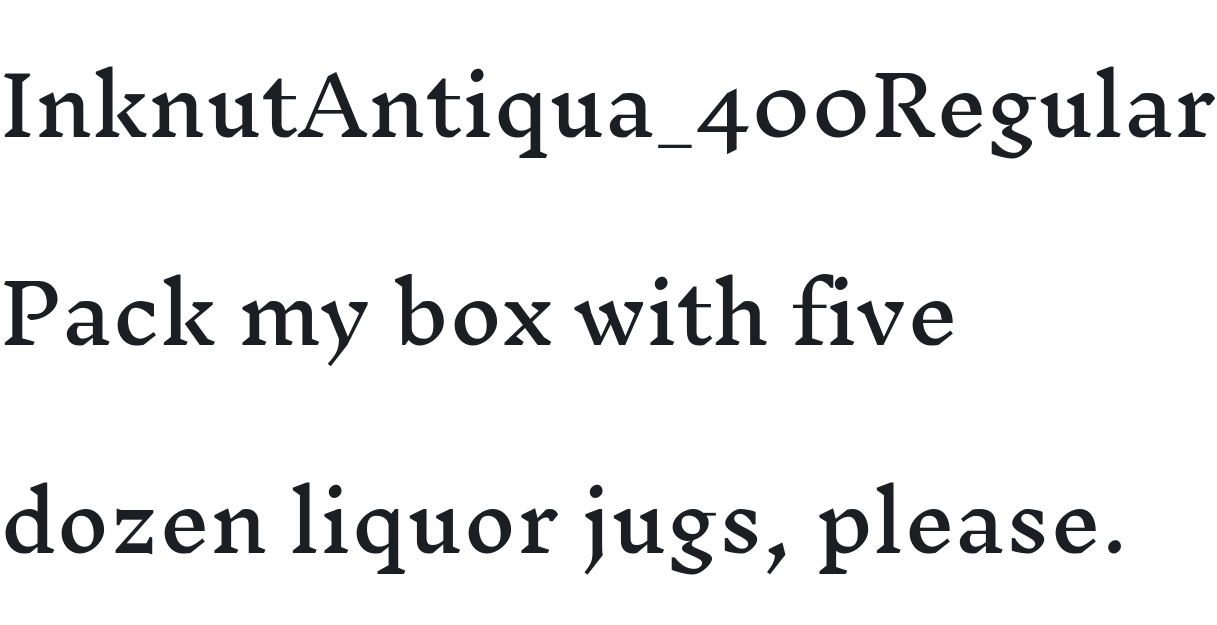 InknutAntiqua_400Regular
Pack my box with five
dozen liquor jugs, please.